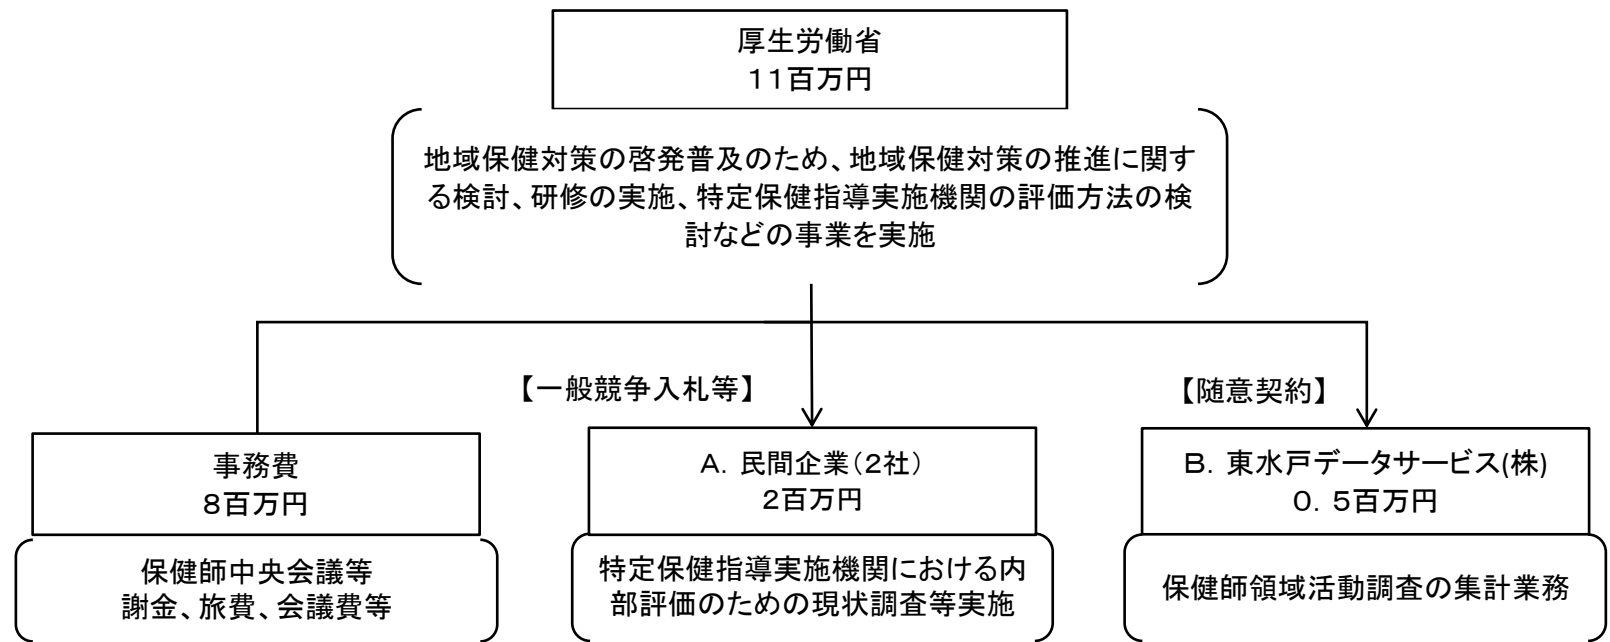 厚生労働省
11百万円
地域保健対策の啓発普及のため、地域保健対策の推進に関す
る検討、研修の実施、特定保健指導実施機関の評価方法の検
討などの事業を実施
【一般競争入札等】
【随意契約】
事務費
8百万円
A．民間企業（2社）
2百万円
B．東水戸データサービス(株)
0．5百万円
保健師中央会議等
謝金、旅費、会議費等
特定保健指導実施機関における内
部評価のための現状調査等実施
保健師領域活動調査の集計業務